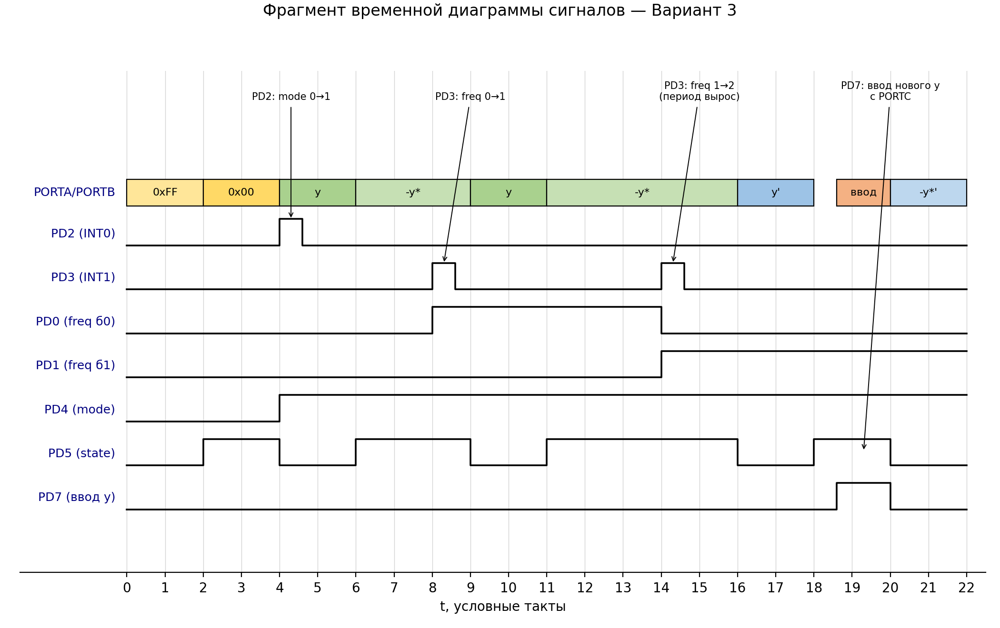 Фрагмент временной диаграммы сигналов — Вариант 3
PD3: freq 1→2
(период вырос)
PD7: ввод нового y
с PORTC
PD2: mode 0→1
PD3: freq 0→1
PORTA/PORTB
0xFF
0x00
y
-y*
y
-y*
y'
ввод
-y*'
PD2 (INT0)
PD3 (INT1)
PD0 (freq б0)
PD1 (freq б1)
PD4 (mode)
PD5 (state)
PD7 (ввод y)
0 1 2 3 4 5 6 7 8 9 10 11 12 13 14 15 16 17 18 19 20 21 22
t, условные такты